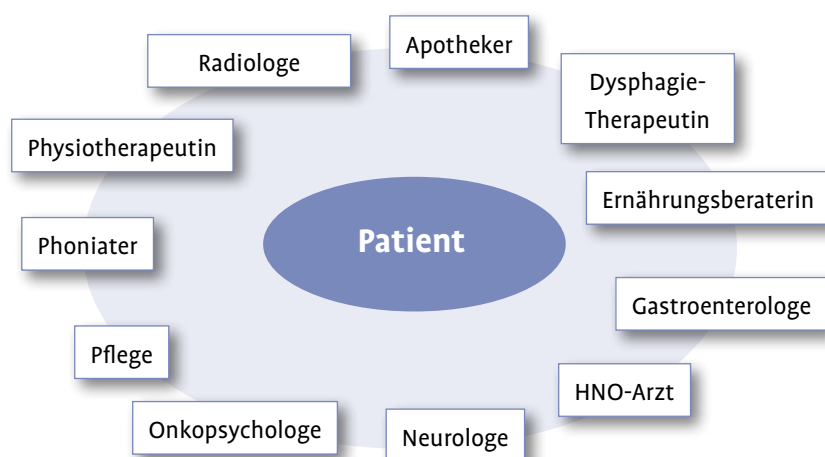 Apotheker
Radiologe
Dysphagie-
Therapeutin
Physiotherapeutin
Ernährungsberaterin
Patient
Phoniater
Gastroenterologe
Pflege
HNO-Arzt
Onkopsychologe
Neurologe